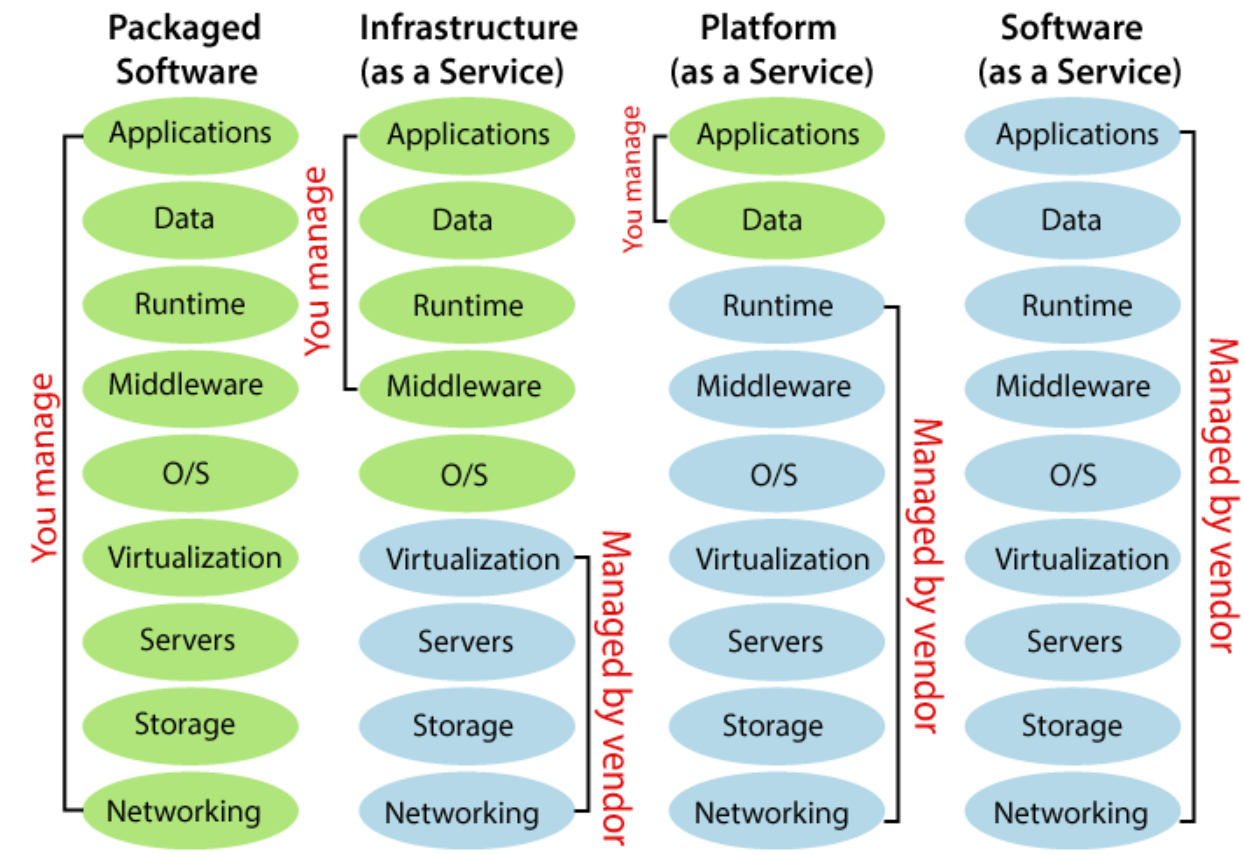 Packaged
Software
You manage
Applications
Data
Runtime
Middleware
O/S
Virtualization
Servers
Storage
Networking
Infrastructure
(as a Service)
You manage
Applications
Data
Runtime
Middleware
O/S
Virtualization
Servers
Storage
Networking
Managed by vendor
Platform
(as a Service)
You manage
Applications
Data
Runtime
Middleware
O/S
Virtualization
Servers
Storage
Networking
Managed by vendor
Software
(as a Service)
Applications
Data
Runtime
Middleware
O/S
Virtualization
Servers
Storage
Networking
Managed by vendor